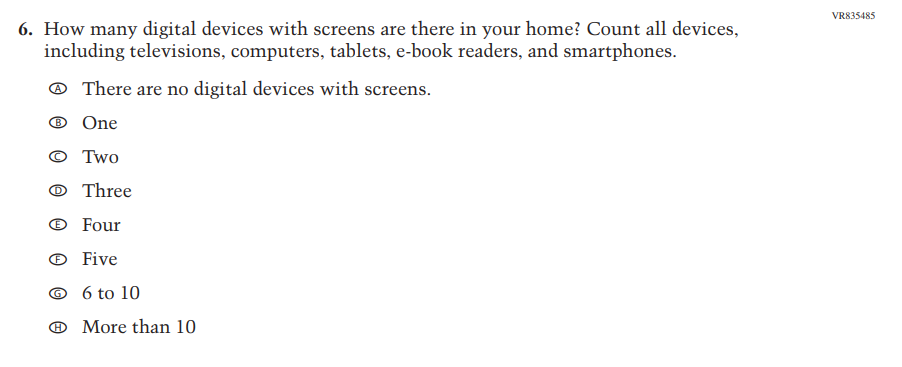 VR835485
6. How many digital devices with screens are there in your home? Count all devices,
including televisions, computers, tablets, e-book readers, and smartphones.
A There are no digital devices with screens.
B One
C Two
D Three
E Four
F Five
G 6 to 10
H More than 10